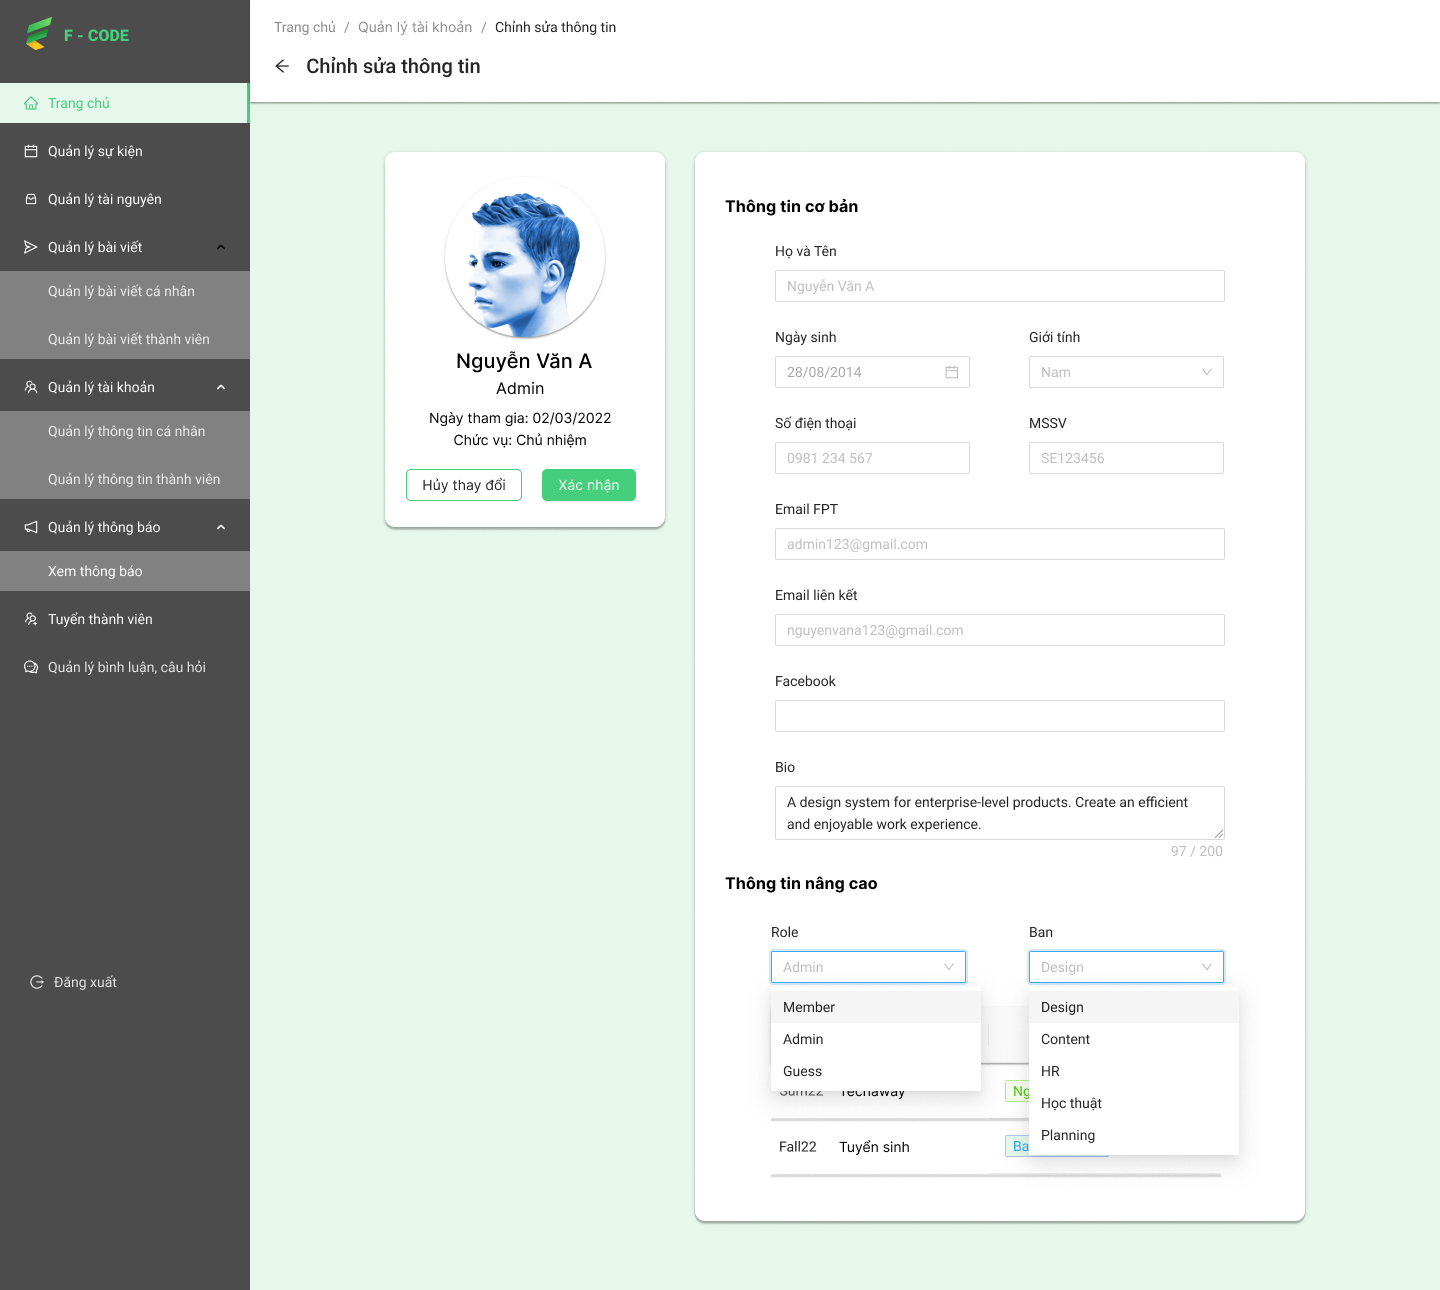 F - CODE
Trang chủ
Quản lý sự kiện
Quản lý tài nguyên
Quản lý bài viết
Quản lý bài viết cá nhân
Quản lý bài viết thành viên
Quản lý tài khoản
Quản lý thông tin cá nhân
Quản lý thông tin thành viên
Quản lý thông báo
Xem thông báo
Tuyển thành viên
Quản lý bình luận, câu hỏi
Đăng xuất
Trang chủ / Quản lý tài khoản / Chỉnh sửa thông tin
Chỉnh sửa thông tin
Nguyễn Văn A
Admin
Ngày tham gia: 02/03/2022
Chức vụ: Chủ nhiệm
Hủy thay đổi
Xác nhận
Thông tin cơ bản
Họ và Tên
Nguyễn Văn A
Ngày sinh
Giới tính
28/08/2014
Nam
Số điện thoại
MSSV
0981 234 567
SE123456
Email FPT
admin123@gmail.com
Email liên kết
nguyenvana123@gmail.com
Facebook
Bio
A design system for enterprise-level products. Create an efficient
and enjoyable work experience.
97 / 200
Thông tin nâng cao
Role
Ban
Admin
Design
Member
Admin
Guess
Design
Content
HR
Học thuật
Planning
Sum22 Techaway
Fall22 Tuyển sinh